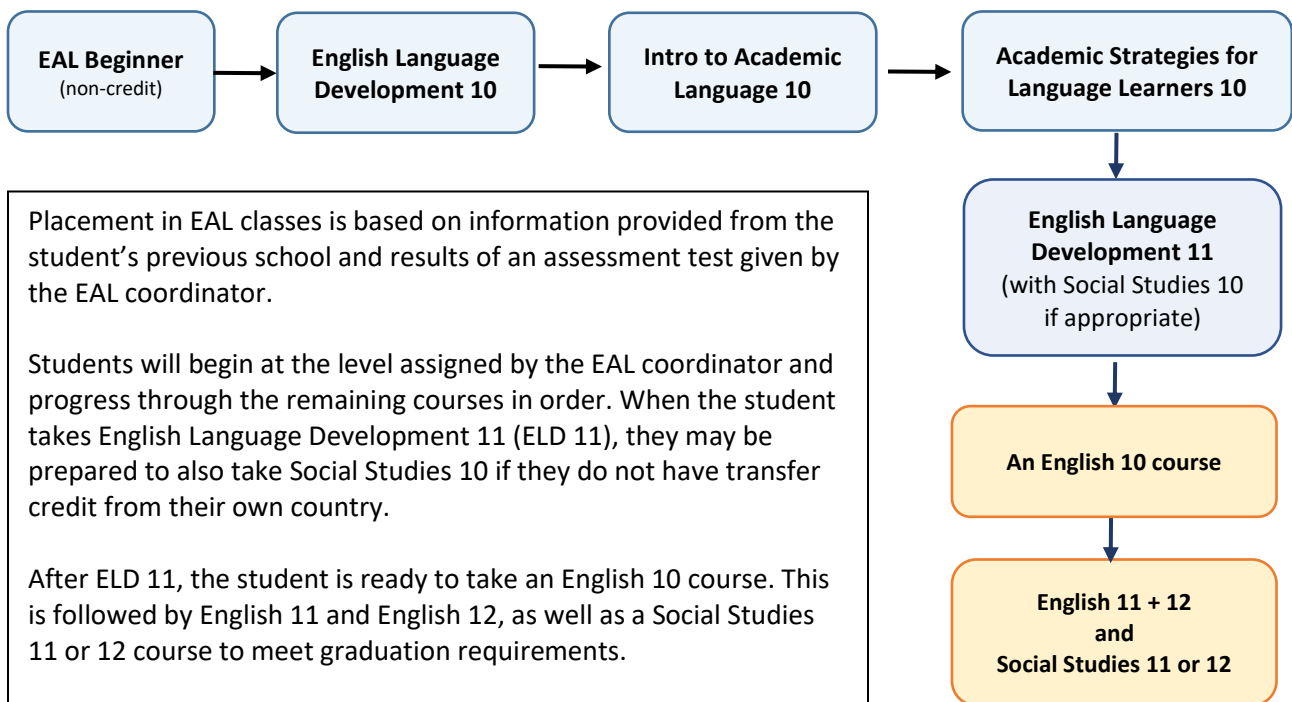 EAL Beginner
(non-credit)
English Language
Development 10
Intro to Academic
Language 10
Academic Strategies for
Language Learners 10
English Language
Development 11
(with Social Studies 10
if appropriate)
An English 10 course
English 11 + 12
and
Social Studies 11 or 12
Placement in EAL classes is based on information provided from the
student’s previous school and results of an assessment test given by
the EAL coordinator.
Students will begin at the level assigned by the EAL coordinator and
progress through the remaining courses in order. When the student
takes English Language Development 11 (ELD 11), they may be
prepared to also take Social Studies 10 if they do not have transfer
credit from their own country.
After ELD 11, the student is ready to take an English 10 course. This
is followed by English 11 and English 12, as well as a Social Studies
11 or 12 course to meet graduation requirements.